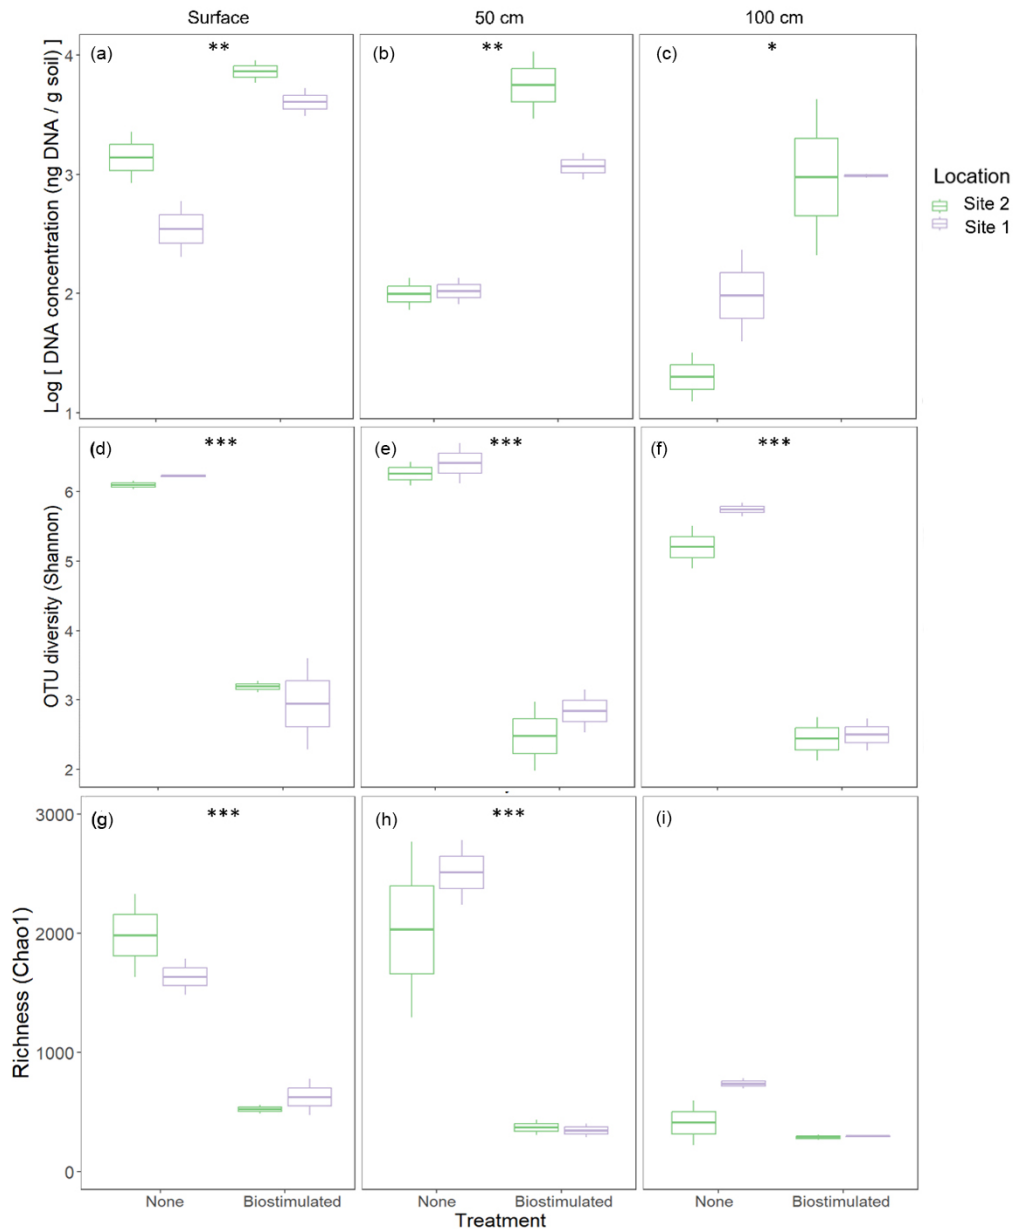 Surface 50 cm 100 cm
(a) ** (b) ** (c) *
Log [ DNA concentration (ng DNA / g soil) ]
4
3
2
1
Location
Site 2
Site 1
(d) *** (e) *** (f) ***
OTU diversity (Shannon)
6
5
4
3
2
(g) *** (h) *** (i)
Richness (Chao1)
3000
2000
1000
0
None Biostimulated None Biostimulated None Biostimulated
Treatment